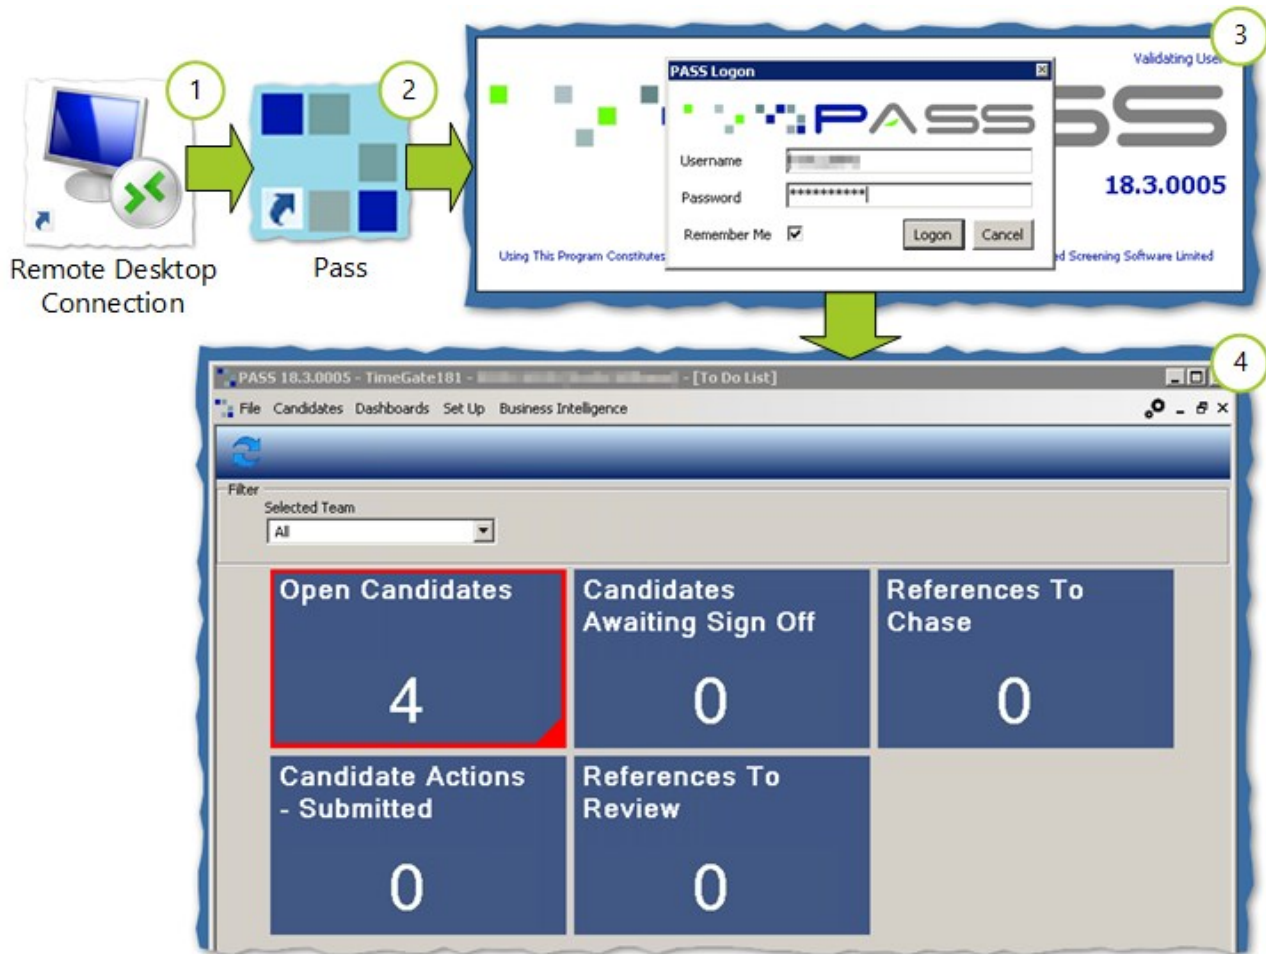 1
Remote Desktop
Connection
2
Pass
3
Validating User
PASS Logon
PASS
Username
Password
**********
Remember Me
Logon
Cancel
18.3.0005
Using This Program Constitutes
Screening Software Limited
4
PASS 18.3.0005 - TimeGate181 - - [To Do List]
File Candidates Dashboards Set Up Business Intelligence
Filter
Selected Team
All
Open Candidates
4
Candidates
Awaiting Sign Off
0
References To
Chase
0
Candidate Actions
- Submitted
0
References To
Review
0